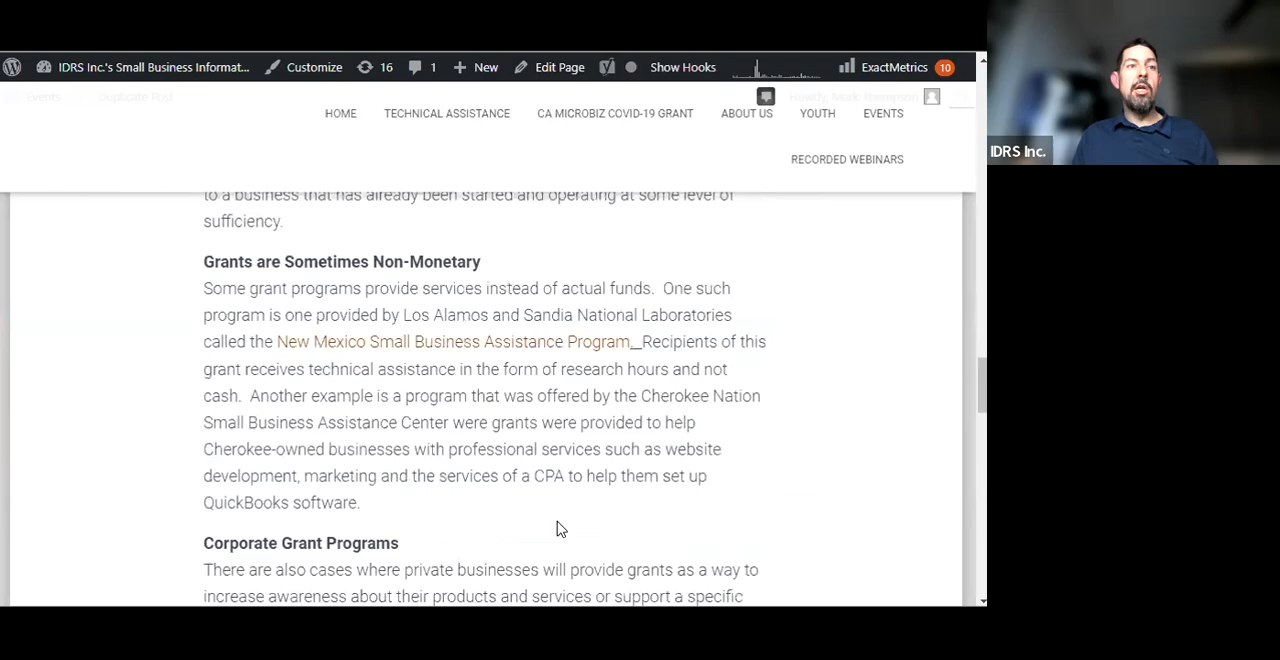 IDRS Inc.'s Small Business Informat... Customize 16 1 New Edit Page Show Hooks ExactMetrics 10
Events Duplicate Post Howdy, Mark Thompson
HOME TECHNICAL ASSISTANCE CA MICROBIZ COVID-19 GRANT ABOUT US YOUTH EVENTS
RECORDED WEBINARS
IDRS Inc.
to a business that has already been started and operating at some level of
sufficiency.
Grants are Sometimes Non-Monetary
Some grant programs provide services instead of actual funds.  One such
program is one provided by Los Alamos and Sandia National Laboratories
called the New Mexico Small Business Assistance Program.  Recipients of this
grant receives technical assistance in the form of research hours and not
cash.  Another example is a program that was offered by the Cherokee Nation
Small Business Assistance Center were grants were provided to help
Cherokee-owned businesses with professional services such as website
development, marketing and the services of a CPA to help them set up
QuickBooks software.
Corporate Grant Programs
There are also cases where private businesses will provide grants as a way to
increase awareness about their products and services or support a specific